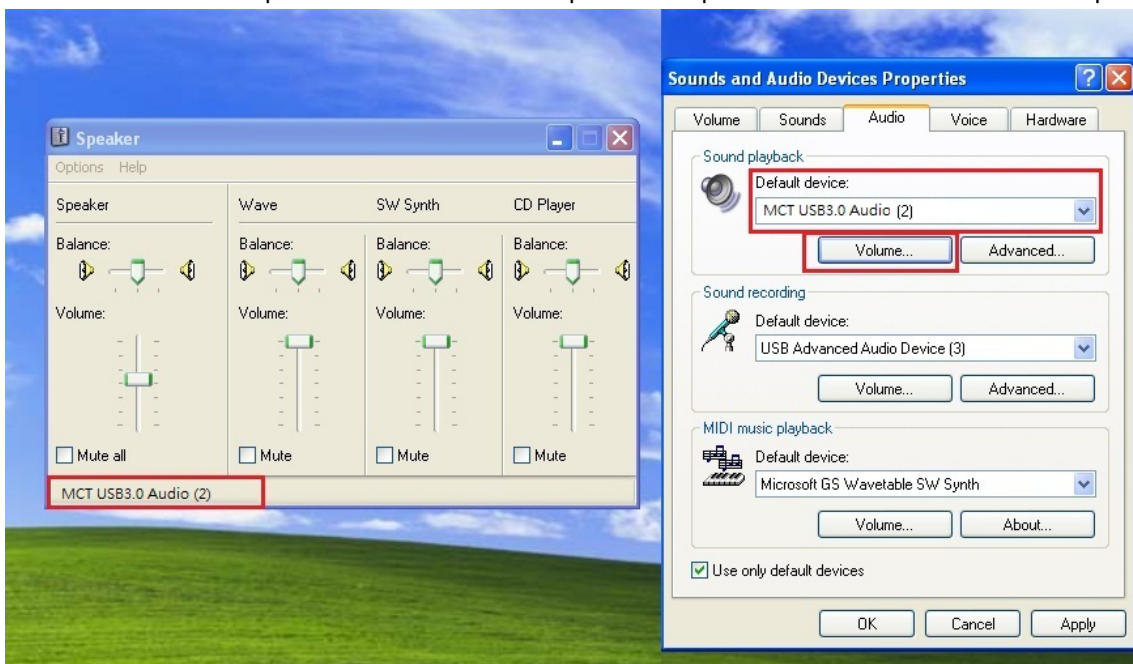 Speaker
Options Help
Speaker
Wave
SW Synth
CD Player
Balance:
Balance:
Balance:
Balance:
Volume:
Volume:
Volume:
Volume:
Mute all
Mute
Mute
Mute
MCT USB3.0 Audio (2)
Sounds and Audio Devices Properties
Volume Sounds Audio Voice Hardware
Sound playback
Default device:
MCT USB3.0 Audio (2)
Volume... Advanced...
Sound recording
Default device:
USB Advanced Audio Device (3)
Volume... Advanced...
MIDI music playback
Default device:
Microsoft GS Wavetable SW Synth
Volume... About...
Use only default devices
OK Cancel Apply